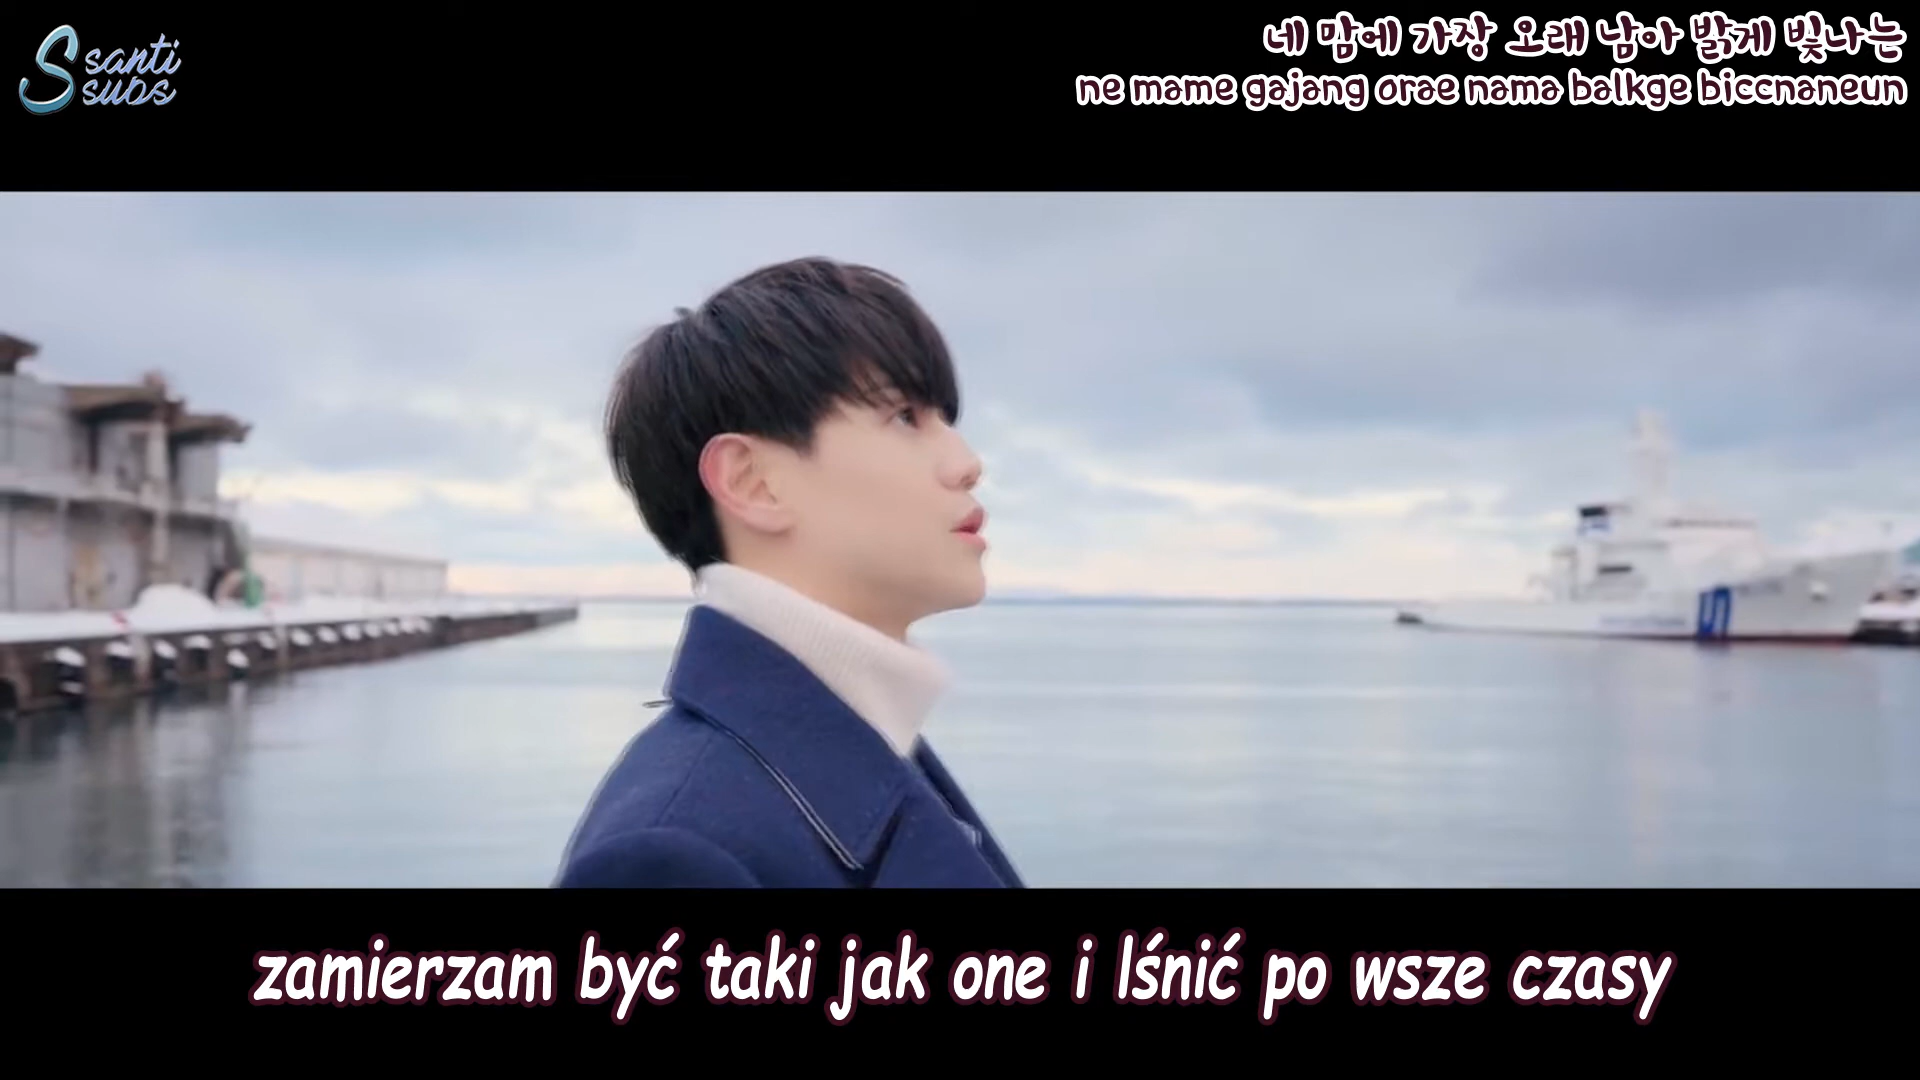 Ssanti
subs
네 맘에 가장 오래 남아 밝게 빛나는
ne mame gajang orae nama balkge biccnaneun
zamierzam być taki jak one i lśnić po wsze czasy